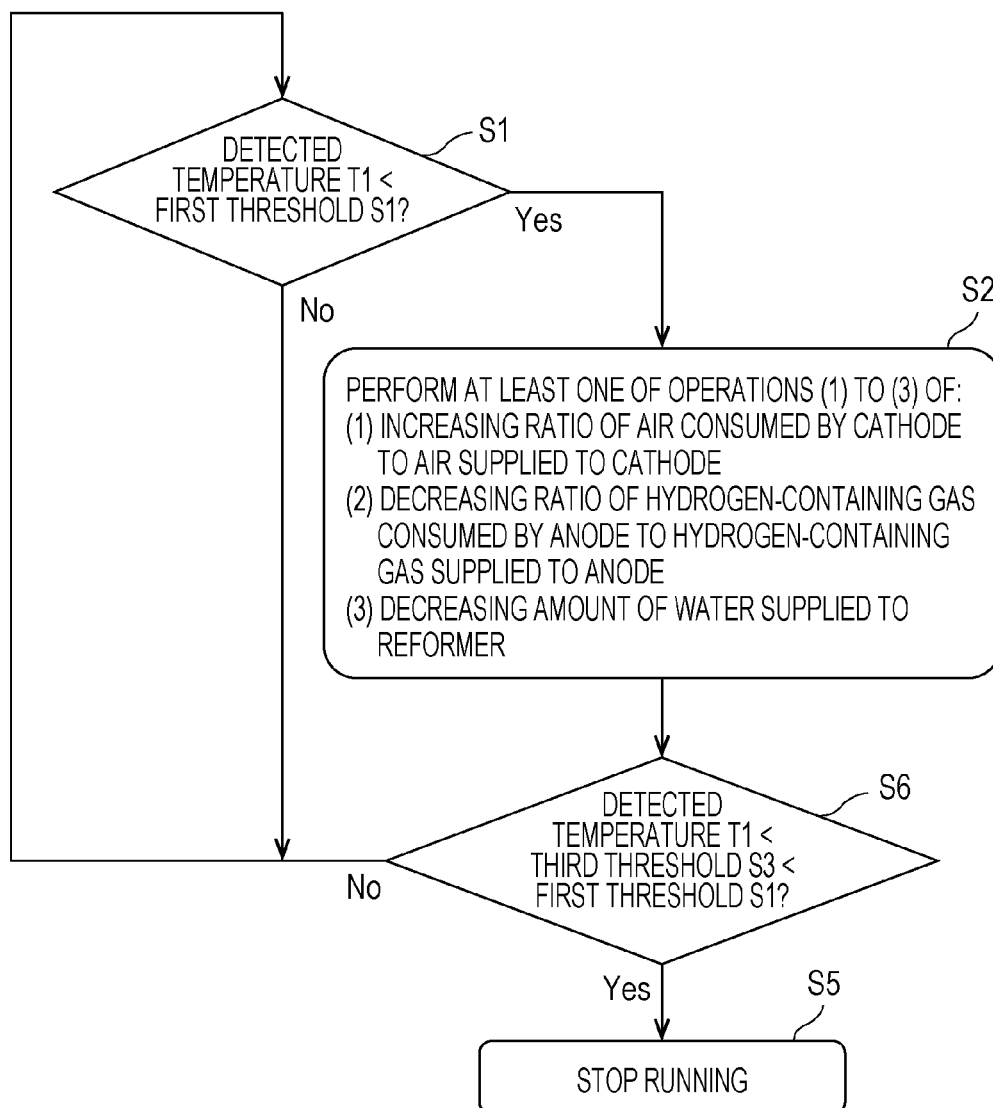 S1
DETECTED
TEMPERATURE T1 <
FIRST THRESHOLD S1?
Yes
No
S2
PERFORM AT LEAST ONE OF OPERATIONS (1) TO (3) OF:
(1) INCREASING RATIO OF AIR CONSUMED BY CATHODE
TO AIR SUPPLIED TO CATHODE
(2) DECREASING RATIO OF HYDROGEN-CONTAINING GAS
CONSUMED BY ANODE TO HYDROGEN-CONTAINING
GAS SUPPLIED TO ANODE
(3) DECREASING AMOUNT OF WATER SUPPLIED TO
REFORMER
S6
DETECTED
TEMPERATURE T1 <
THIRD THRESHOLD S3 <
FIRST THRESHOLD S1?
No
Yes
S5
STOP RUNNING